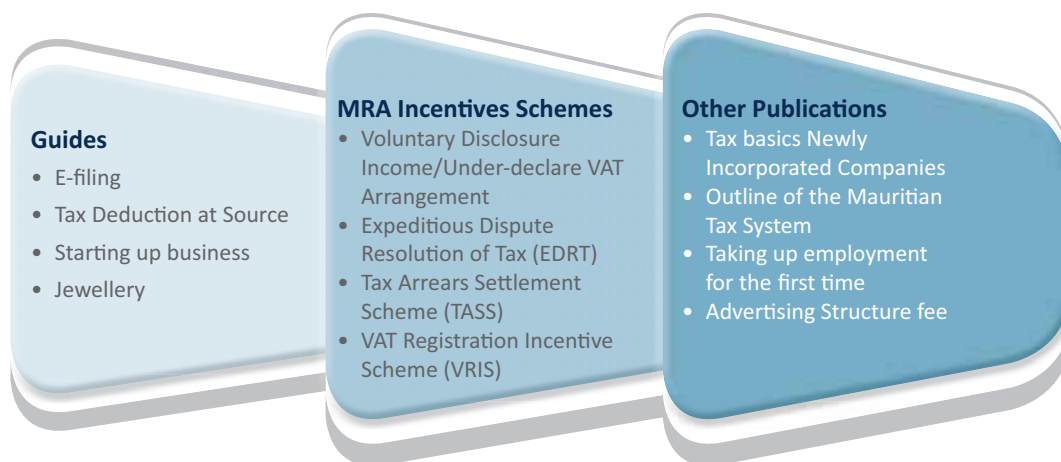 Guides
• E-filing
• Tax Deduction at Source
• Starting up business
• Jewellery
MRA Incentives Schemes
• Voluntary Disclosure
Income/Under-declare VAT
Arrangement
• Expeditious Dispute
Resolution of Tax (EDRT)
• Tax Arrears Settlement
Scheme (TASS)
• VAT Registration Incentive
Scheme (VRIS)
Other Publications
• Tax basics Newly
Incorporated Companies
• Outline of the Mauritian
Tax System
• Taking up employment
for the first time
• Advertising Structure fee